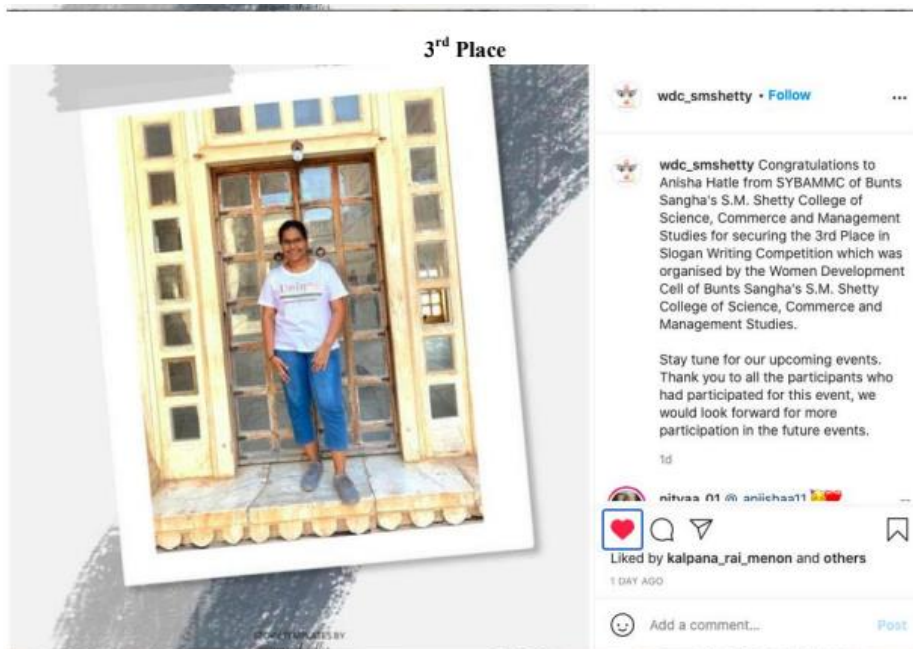 3rd Place
wdc_smshetty • Follow
wdc_smshetty Congratulations to
Anisha Hatle from SYBAMMC of Bunts
Sangha's S.M. Shetty College of
Science, Commerce and Management
Studies for securing the 3rd Place in
Slogan Writing Competition which was
organised by the Women Development
Cell of Bunts Sangha's S.M. Shetty
College of Science, Commerce and
Management Studies.
Stay tune for our upcoming events.
Thank you to all the participants who
had participated for this event, we
would look forward for more
participation in the future events.
1d
nityaa_01 @_aniishaa11
Liked by kalpana_rai_menon and others
1 DAY AGO
Add a comment... Post